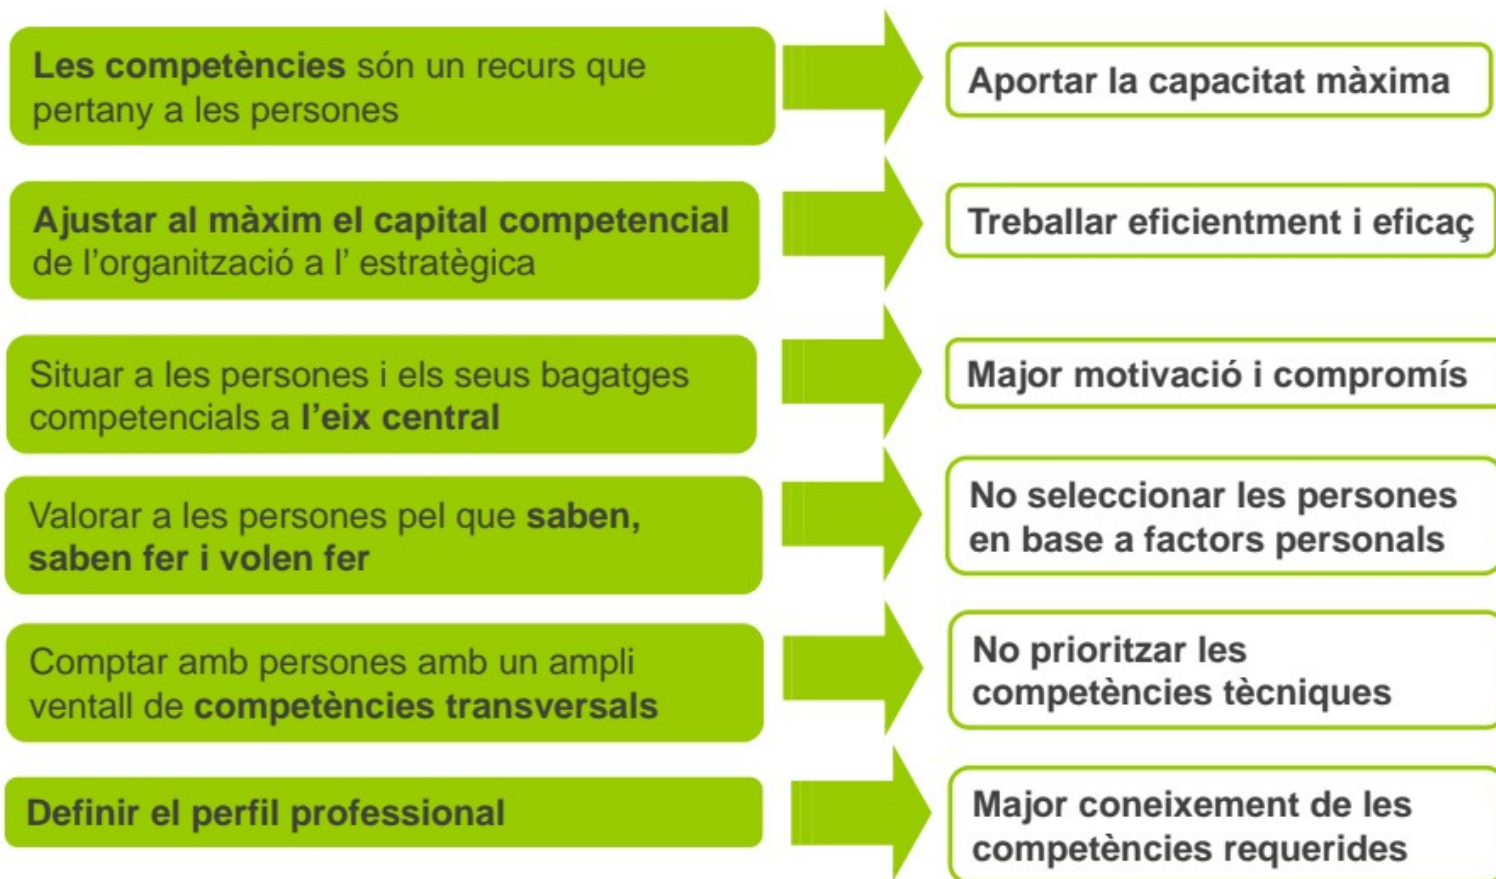 Les competències són un recurs que
pertany a les persones
Aportar la capacitat màxima
Ajustar al màxim el capital competencial
de l'organització a l' estratègica
Treballar eficientment i eficaç
Situar a les persones i els seus bagatges
competencials a l'eix central
Major motivació i compromís
Valorar a les persones pel que saben,
saben fer i volen fer
No seleccionar les persones
en base a factors personals
Comptar amb persones amb un ampli
ventall de competències transversals
No prioritzar les
competències tècniques
Definir el perfil professional
Major coneixement de les
competències requerides